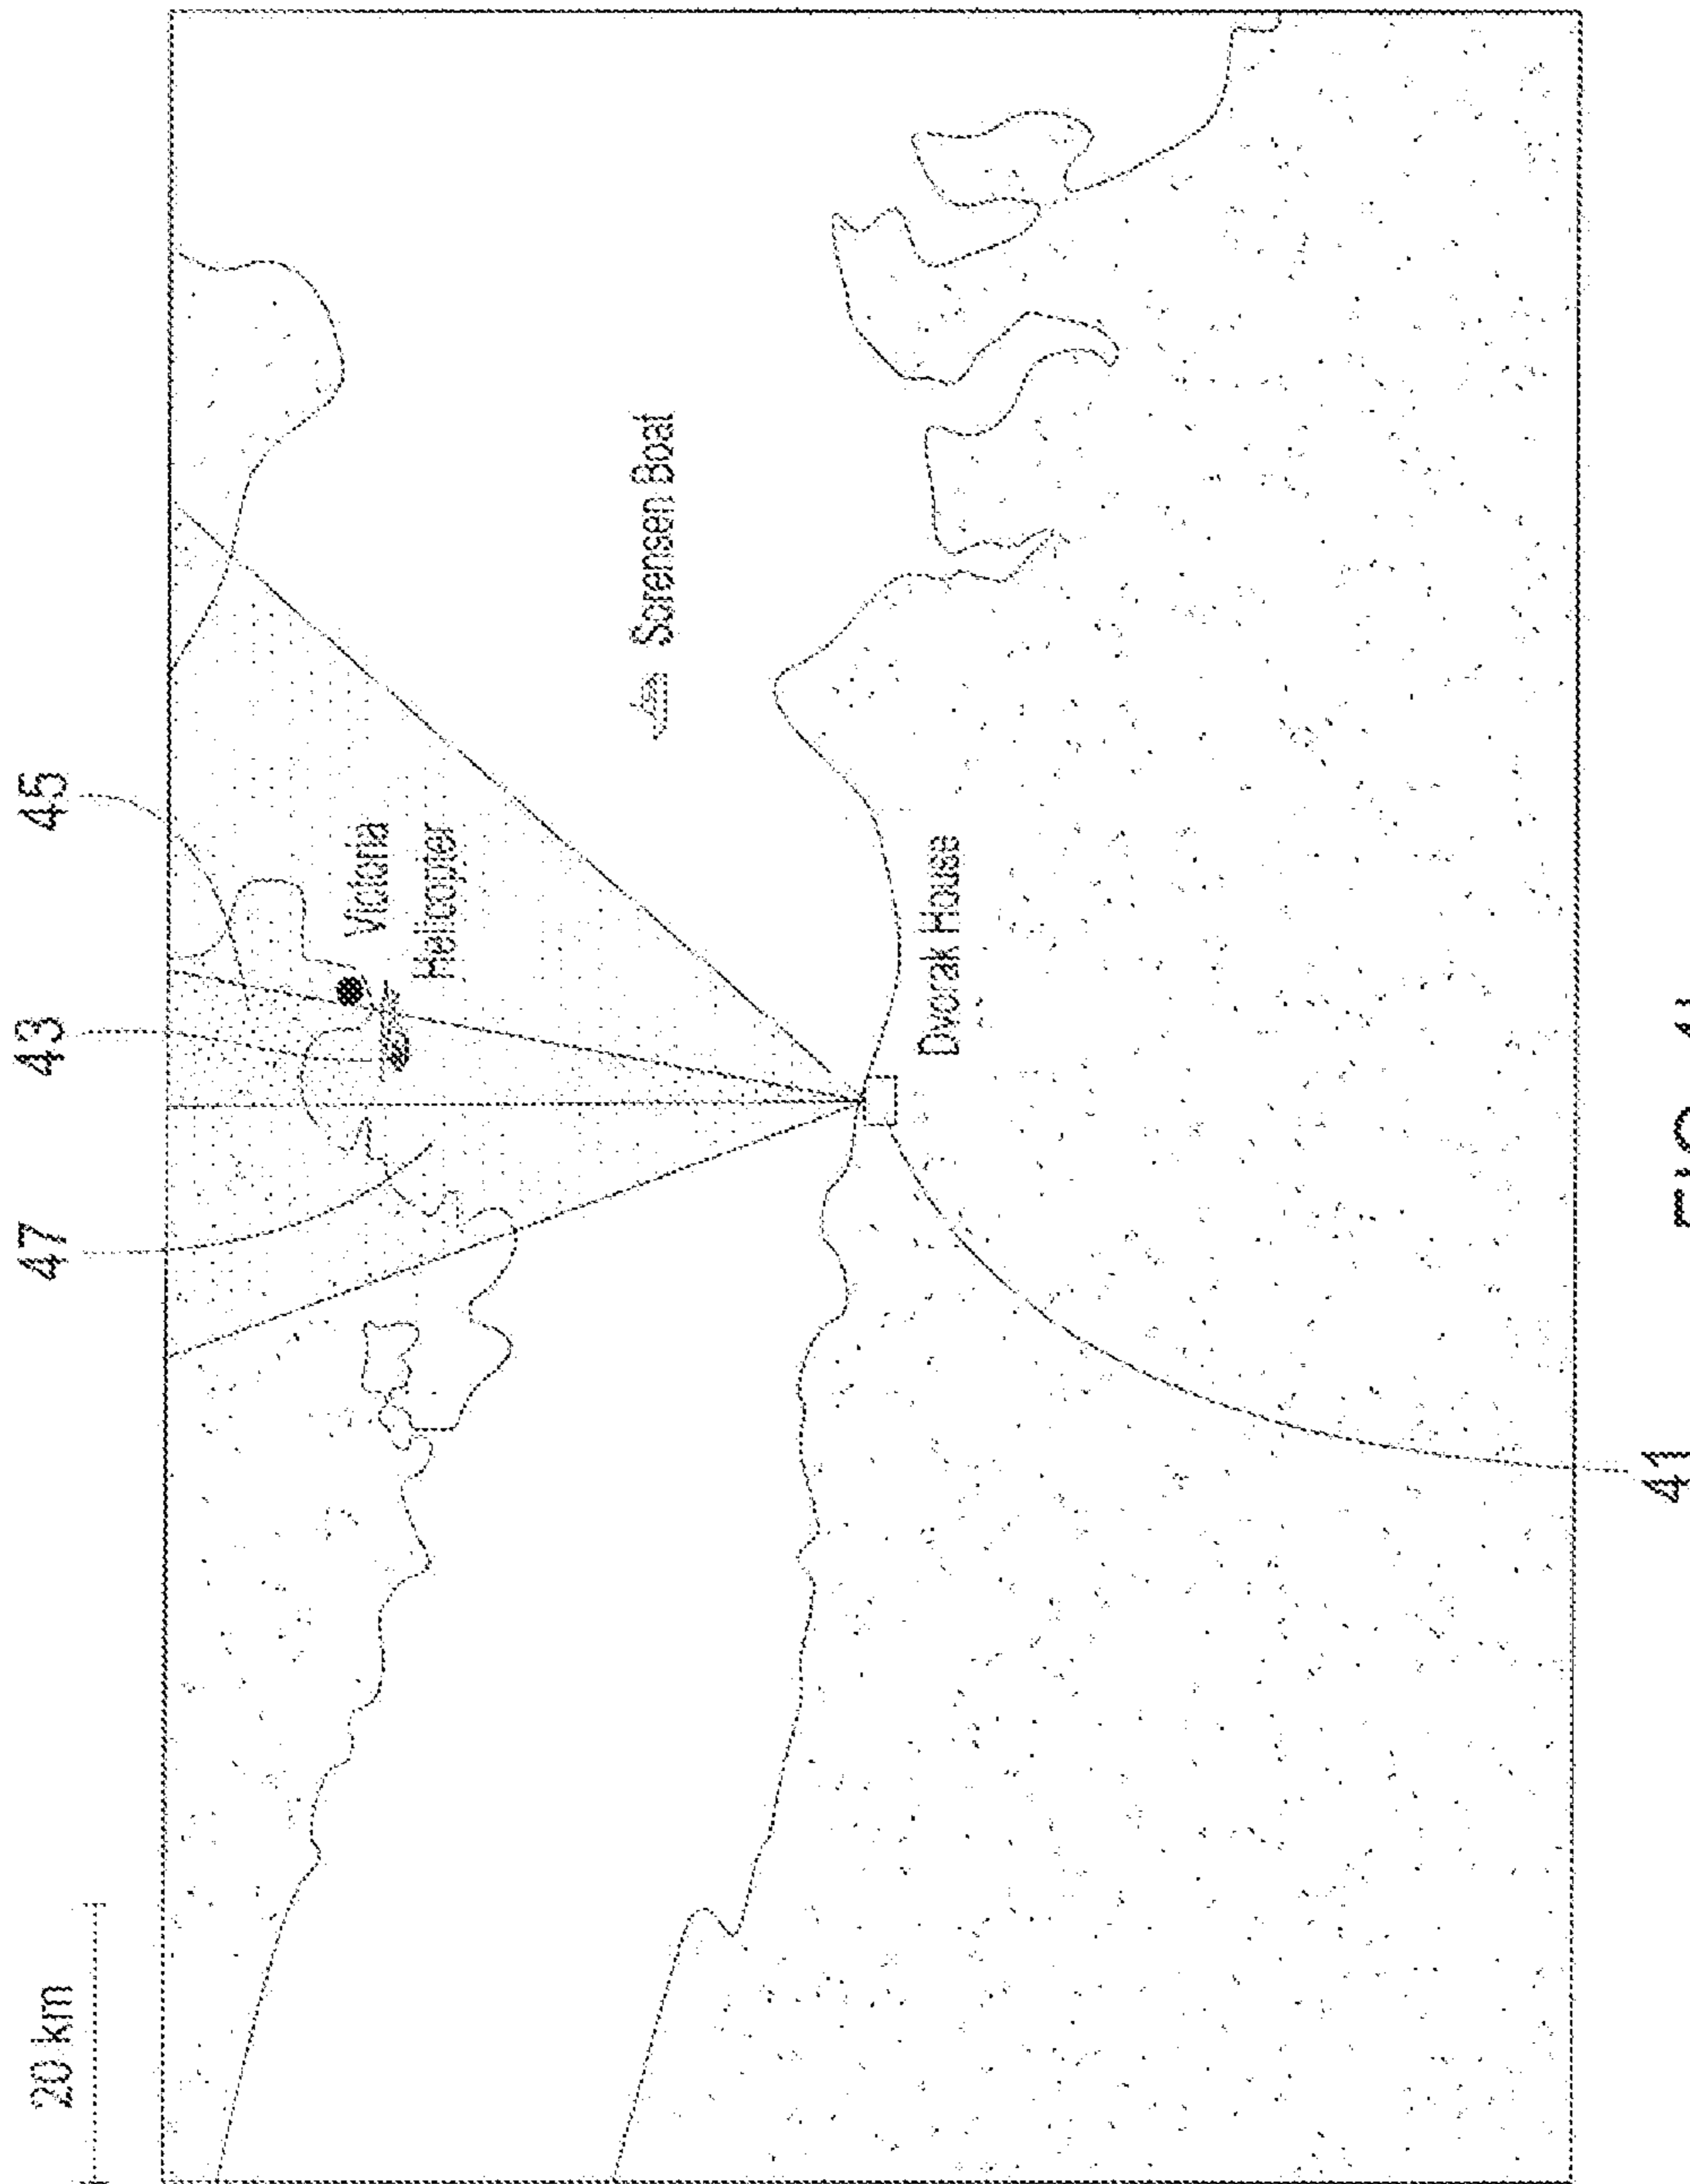 20 km
47
43
45
Victoria
Helicopter
Sorensen Boat
Dvorak House
41